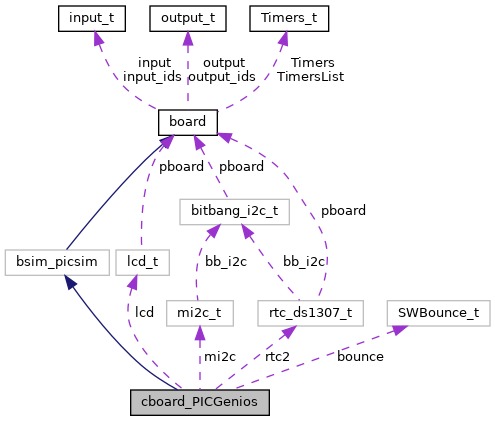 input_t
output_t
Timers_t
input
input_ids
output
output_ids
Timers
TimersList
board
pboard
pboard
bitbang_i2c_t
pboard
bsim_picsim
lcd_t
bb_i2c
bb_i2c
mi2c_t
rtc_ds1307_t
SWBounce_t
lcd
mi2c
rtc2
bounce
cboard_PICGenios